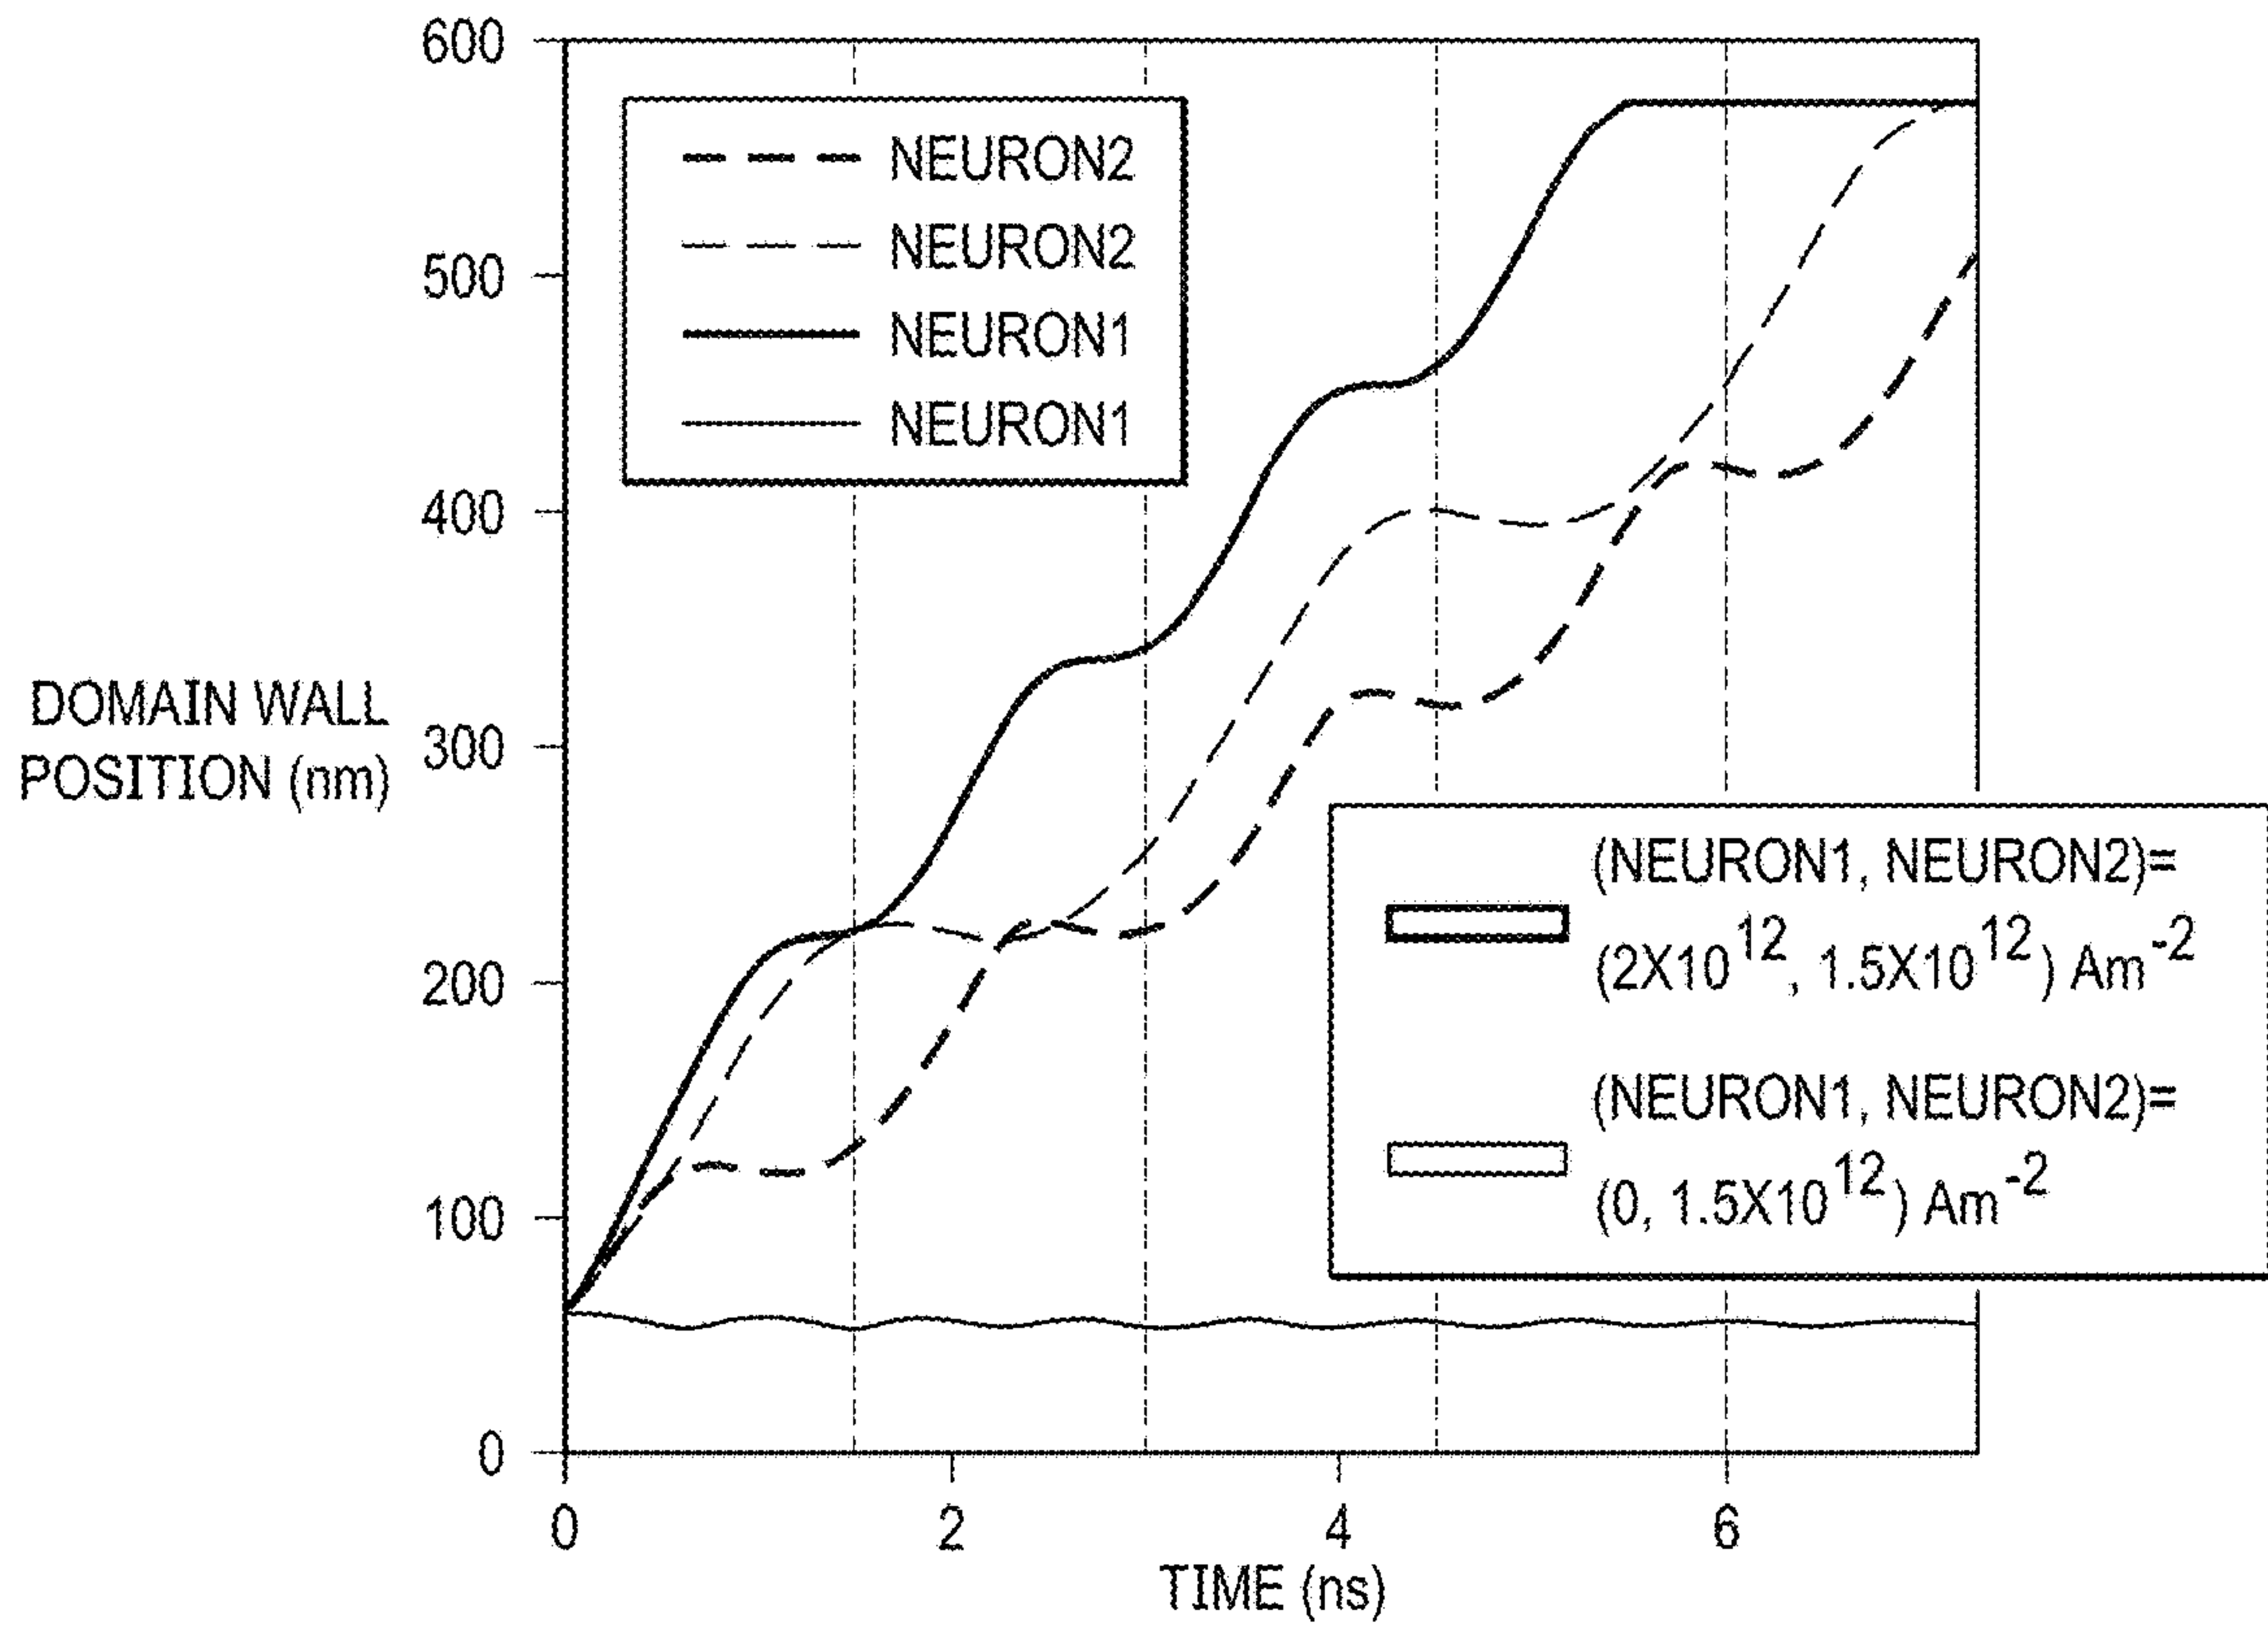 600
500
400
300
200
100
0
DOMAIN WALL
POSITION (nm)
NEURON2
NEURON2
NEURON1
NEURON1
(NEURON1, NEURON2)=
(2X10^12, 1.5X10^12) Am^-2
(NEURON1, NEURON2)=
(0, 1.5X10^12) Am^-2
0 2 4 6
TIME (ns)